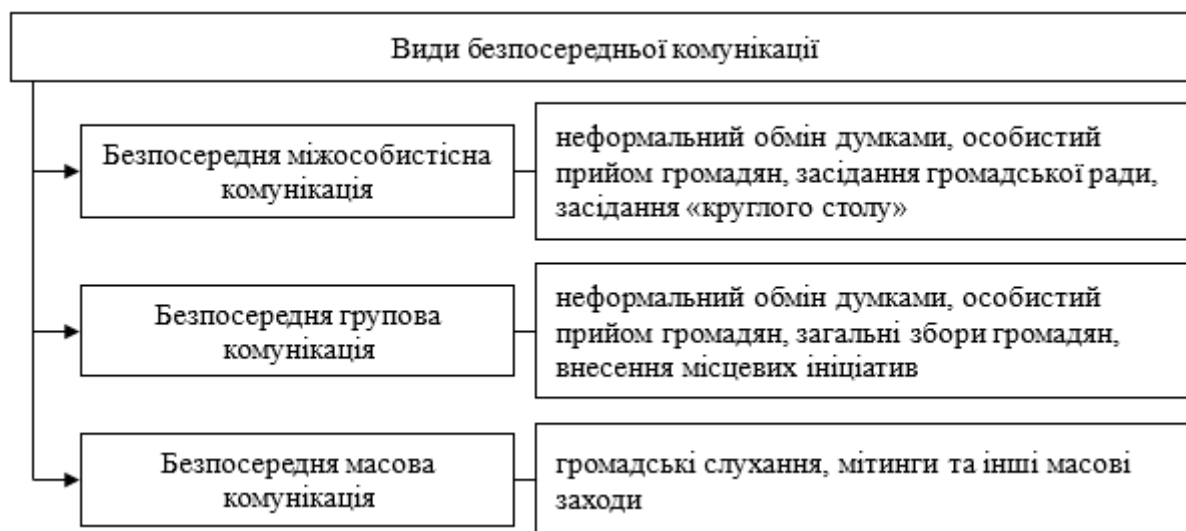 Види безпосередньої комунікації
Безпосередня міжособистісна
комунікація
неформальний обмін думками, особистий
прийом громадян, засідання громадської ради,
засідання «круглого столу»
Безпосередня групова
комунікація
неформальний обмін думками, особистий
прийом громадян, загальні збори громадян,
внесення місцевих ініціатив
Безпосередня масова
комунікація
громадські слухання, мітинги та інші масові
заходи